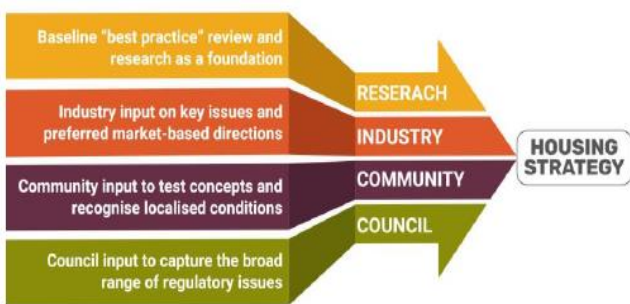 Baseline "best practice" review and
research as a foundation
RESERACH
Industry input on key issues and
preferred market-based directions
INDUSTRY
Community input to test concepts and
recognise localised conditions
COMMUNITY
Council input to capture the broad
range of regulatory issues
COUNCIL
HOUSING
STRATEGY